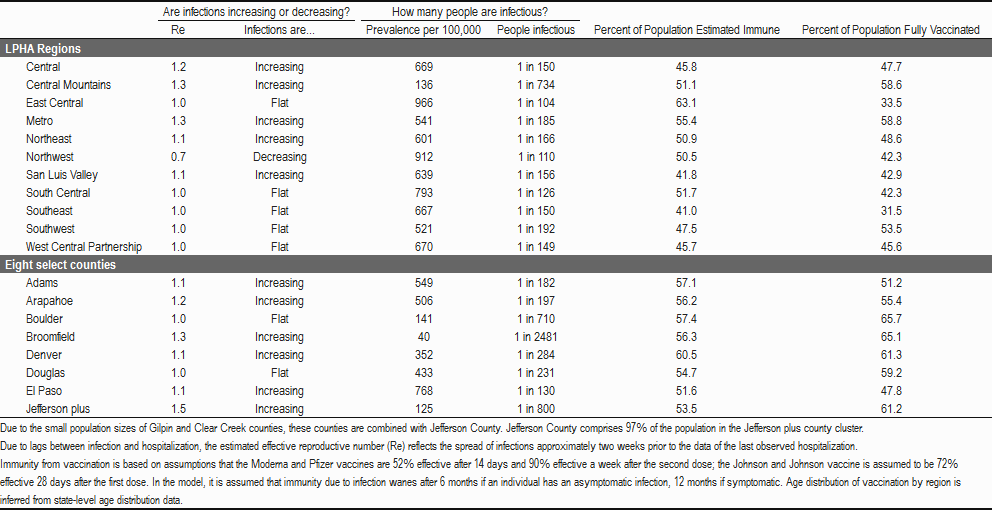 Are infections increasing or decreasing? How many people are infectious?
Re Infections are... Prevalence per 100,000 People infectious Percent of Population Estimated Immune Percent of Population Fully Vaccinated
LPHA Regions
Central 1.2 Increasing 669 1 in 150 45.8 47.7
Central Mountains 1.3 Increasing 136 1 in 734 51.1 58.6
East Central 1.0 Flat 966 1 in 104 63.1 33.5
Metro 1.3 Increasing 541 1 in 185 55.4 58.8
Northeast 1.1 Increasing 601 1 in 166 50.9 48.6
Northwest 0.7 Decreasing 912 1 in 110 50.5 42.3
San Luis Valley 1.1 Increasing 639 1 in 156 41.8 42.9
South Central 1.0 Flat 793 1 in 126 51.7 42.3
Southeast 1.0 Flat 667 1 in 150 41.0 31.5
Southwest 1.0 Flat 521 1 in 192 47.5 53.5
West Central Partnership 1.0 Flat 670 1 in 149 45.7 45.6
Eight select counties
Adams 1.1 Increasing 549 1 in 182 57.1 51.2
Arapahoe 1.2 Increasing 506 1 in 197 56.2 55.4
Boulder 1.0 Flat 141 1 in 710 57.4 65.7
Broomfield 1.3 Increasing 40 1 in 2481 56.3 65.1
Denver 1.1 Increasing 352 1 in 284 60.5 61.3
Douglas 1.0 Flat 433 1 in 231 54.7 59.2
El Paso 1.1 Increasing 768 1 in 130 51.6 47.8
Jefferson plus 1.5 Increasing 125 1 in 800 53.5 61.2
Due to the small population sizes of Gilpin and Clear Creek counties, these counties are combined with Jefferson County. Jefferson County comprises 97% of the population in the Jefferson plus county cluster.
Due to lags between infection and hospitalization, the estimated effective reproductive number (Re) reflects the spread of infections approximately two weeks prior to the data of the last observed hospitalization.
Immunity from vaccination is based on assumptions that the Moderna and Pfizer vaccines are 52% effective after 14 days and 90% effective a week after the second dose; the Johnson and Johnson vaccine is assumed to be 72%
effective 28 days after the first dose. In the model, it is assumed that immunity due to infection wanes after 6 months if an individual has an asymptomatic infection, 12 months if symptomatic. Age distribution of vaccination by region is
inferred from state-level age distribution data.